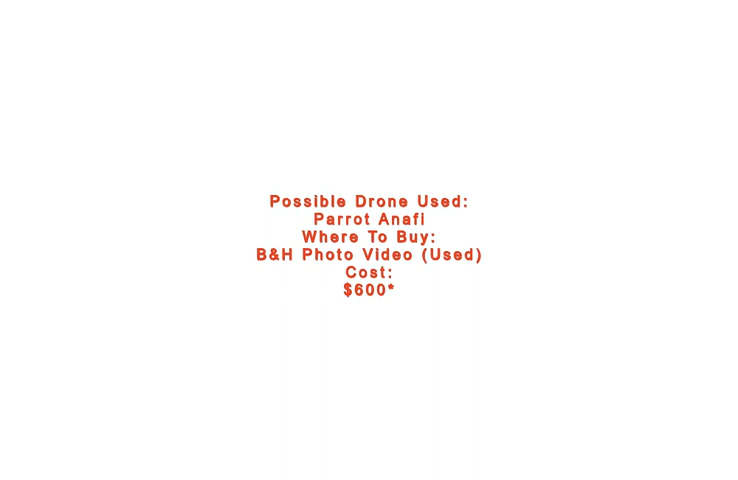 Possible Drone Used:
Parrot Anafi
Where To Buy:
B&H Photo Video (Used)
Cost:
$600*